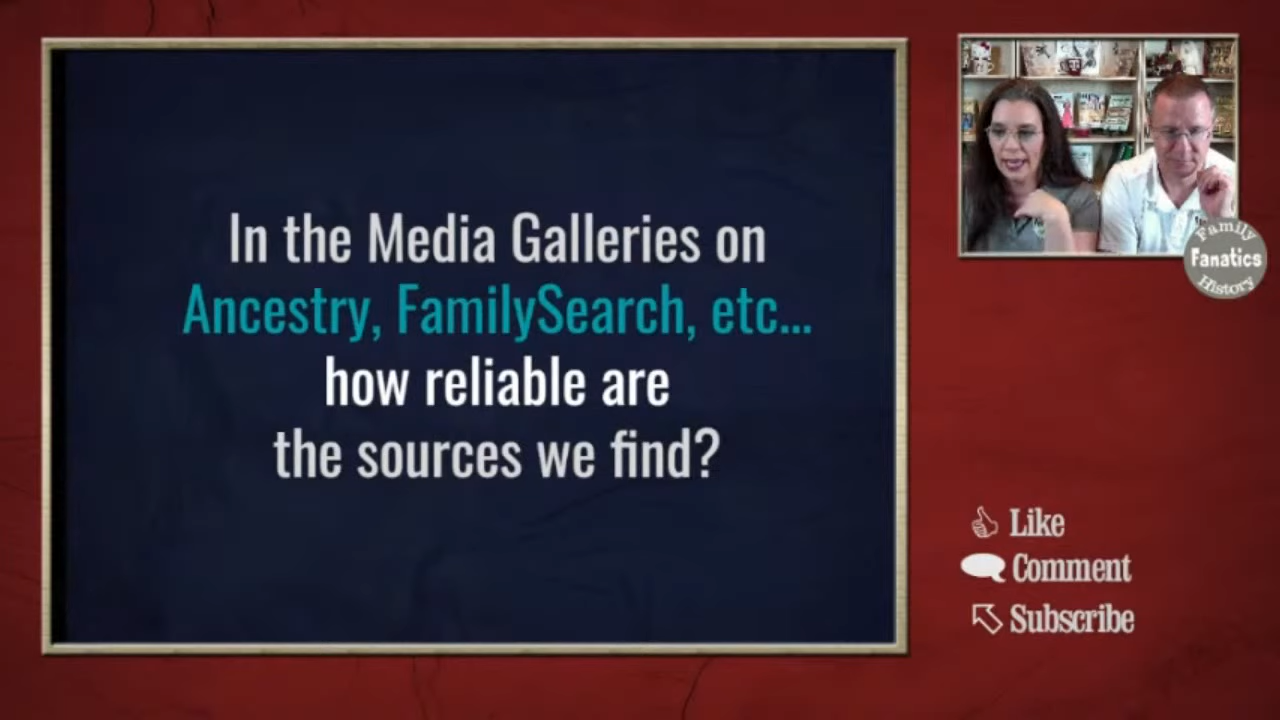 In the Media Galleries on
Ancestry, FamilySearch, etc...
how reliable are
the sources we find?
Family
Fanatics
History
Like
Comment
Subscribe